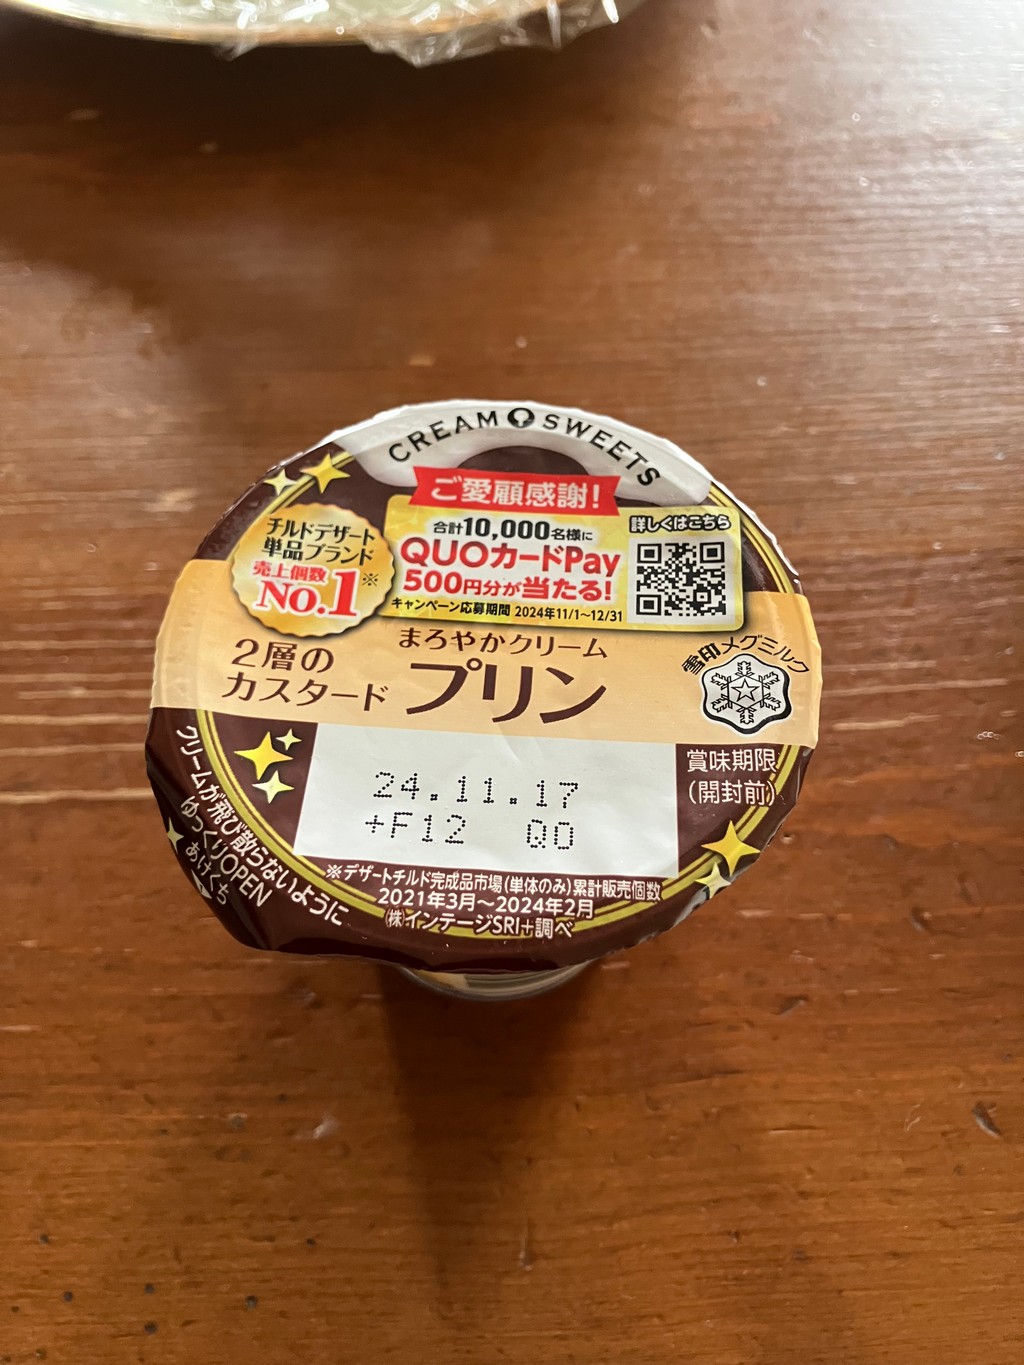 CREAM SWEETS
ご愛顧感謝!
チルドデザート
単品ブランド
売上個数
No.1※
合計10,000名様に
QUOカードPay
500円分が当たる!
キャンペーン応募期間 2024年11/1～12/31
詳しくはこちら
2層の
カスタード
まろやかクリーム
プリン
雪印メグミルク
24.11.17
+F12 QO
賞味期限
(開封前)
クリームが飛び散らないように
ゆっくりOPEN
あけくち
※デザートチルド完成品市場(単体のみ)累計販売個数
2021年3月～2024年2月
㈱インテージSRI+調べ